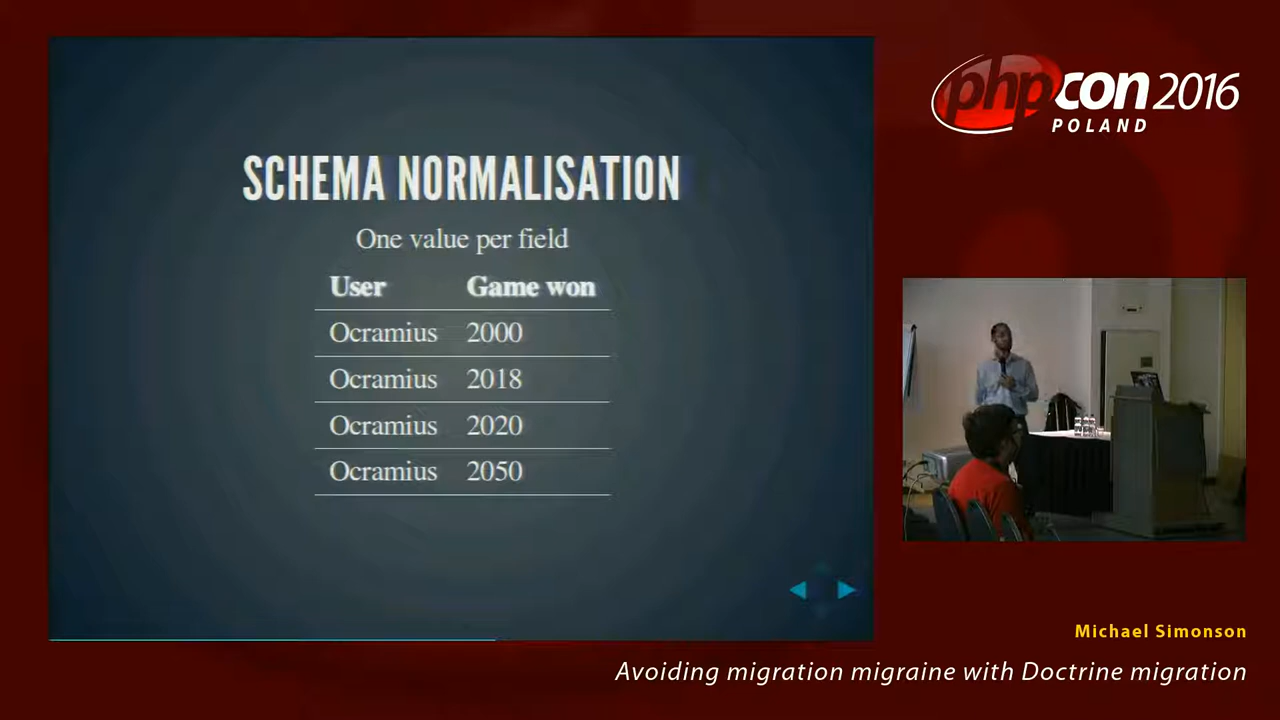 SCHEMA NORMALISATION
One value per field
User Game won
Ocramius 2000
Ocramius 2018
Ocramius 2020
Ocramius 2050
phpcon 2016
POLAND
Michael Simonson
Avoiding migration migraine with Doctrine migration